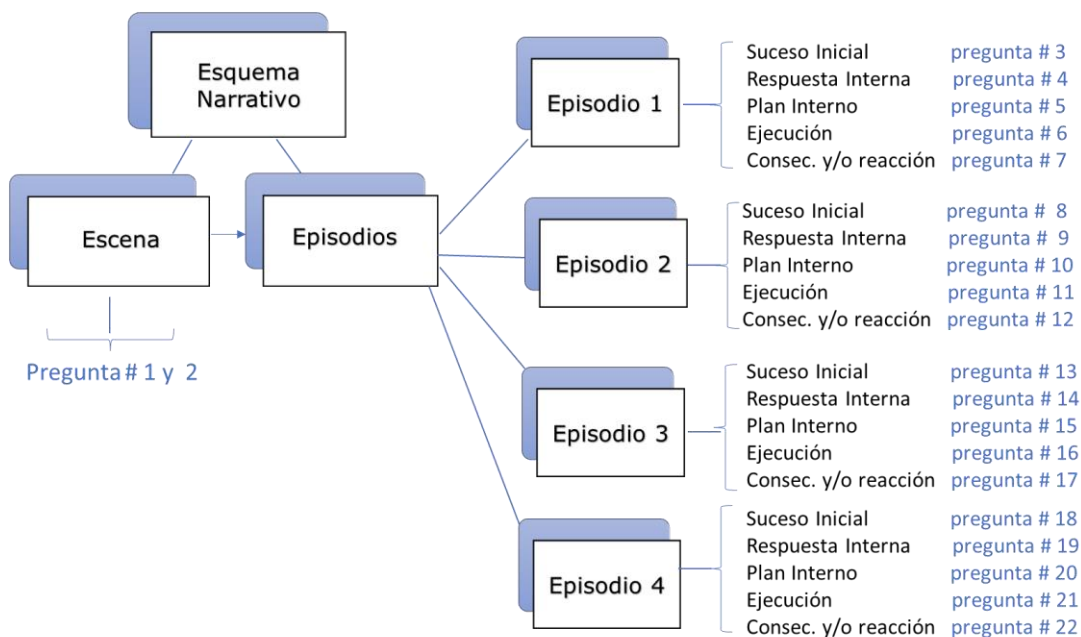 Esquema
Narrativo
Escena
Episodios
Pregunta # 1 y 2
Episodio 1
Suceso Inicial pregunta # 3
Respuesta Interna pregunta # 4
Plan Interno pregunta # 5
Ejecución pregunta # 6
Consec. y/o reacción pregunta # 7
Episodio 2
Suceso Inicial pregunta # 8
Respuesta Interna pregunta # 9
Plan Interno pregunta # 10
Ejecución pregunta # 11
Consec. y/o reacción pregunta # 12
Episodio 3
Suceso Inicial pregunta # 13
Respuesta Interna pregunta # 14
Plan Interno pregunta # 15
Ejecución pregunta # 16
Consec. y/o reacción pregunta # 17
Episodio 4
Suceso Inicial pregunta # 18
Respuesta Interna pregunta # 19
Plan Interno pregunta # 20
Ejecución pregunta # 21
Consec. y/o reacción pregunta # 22